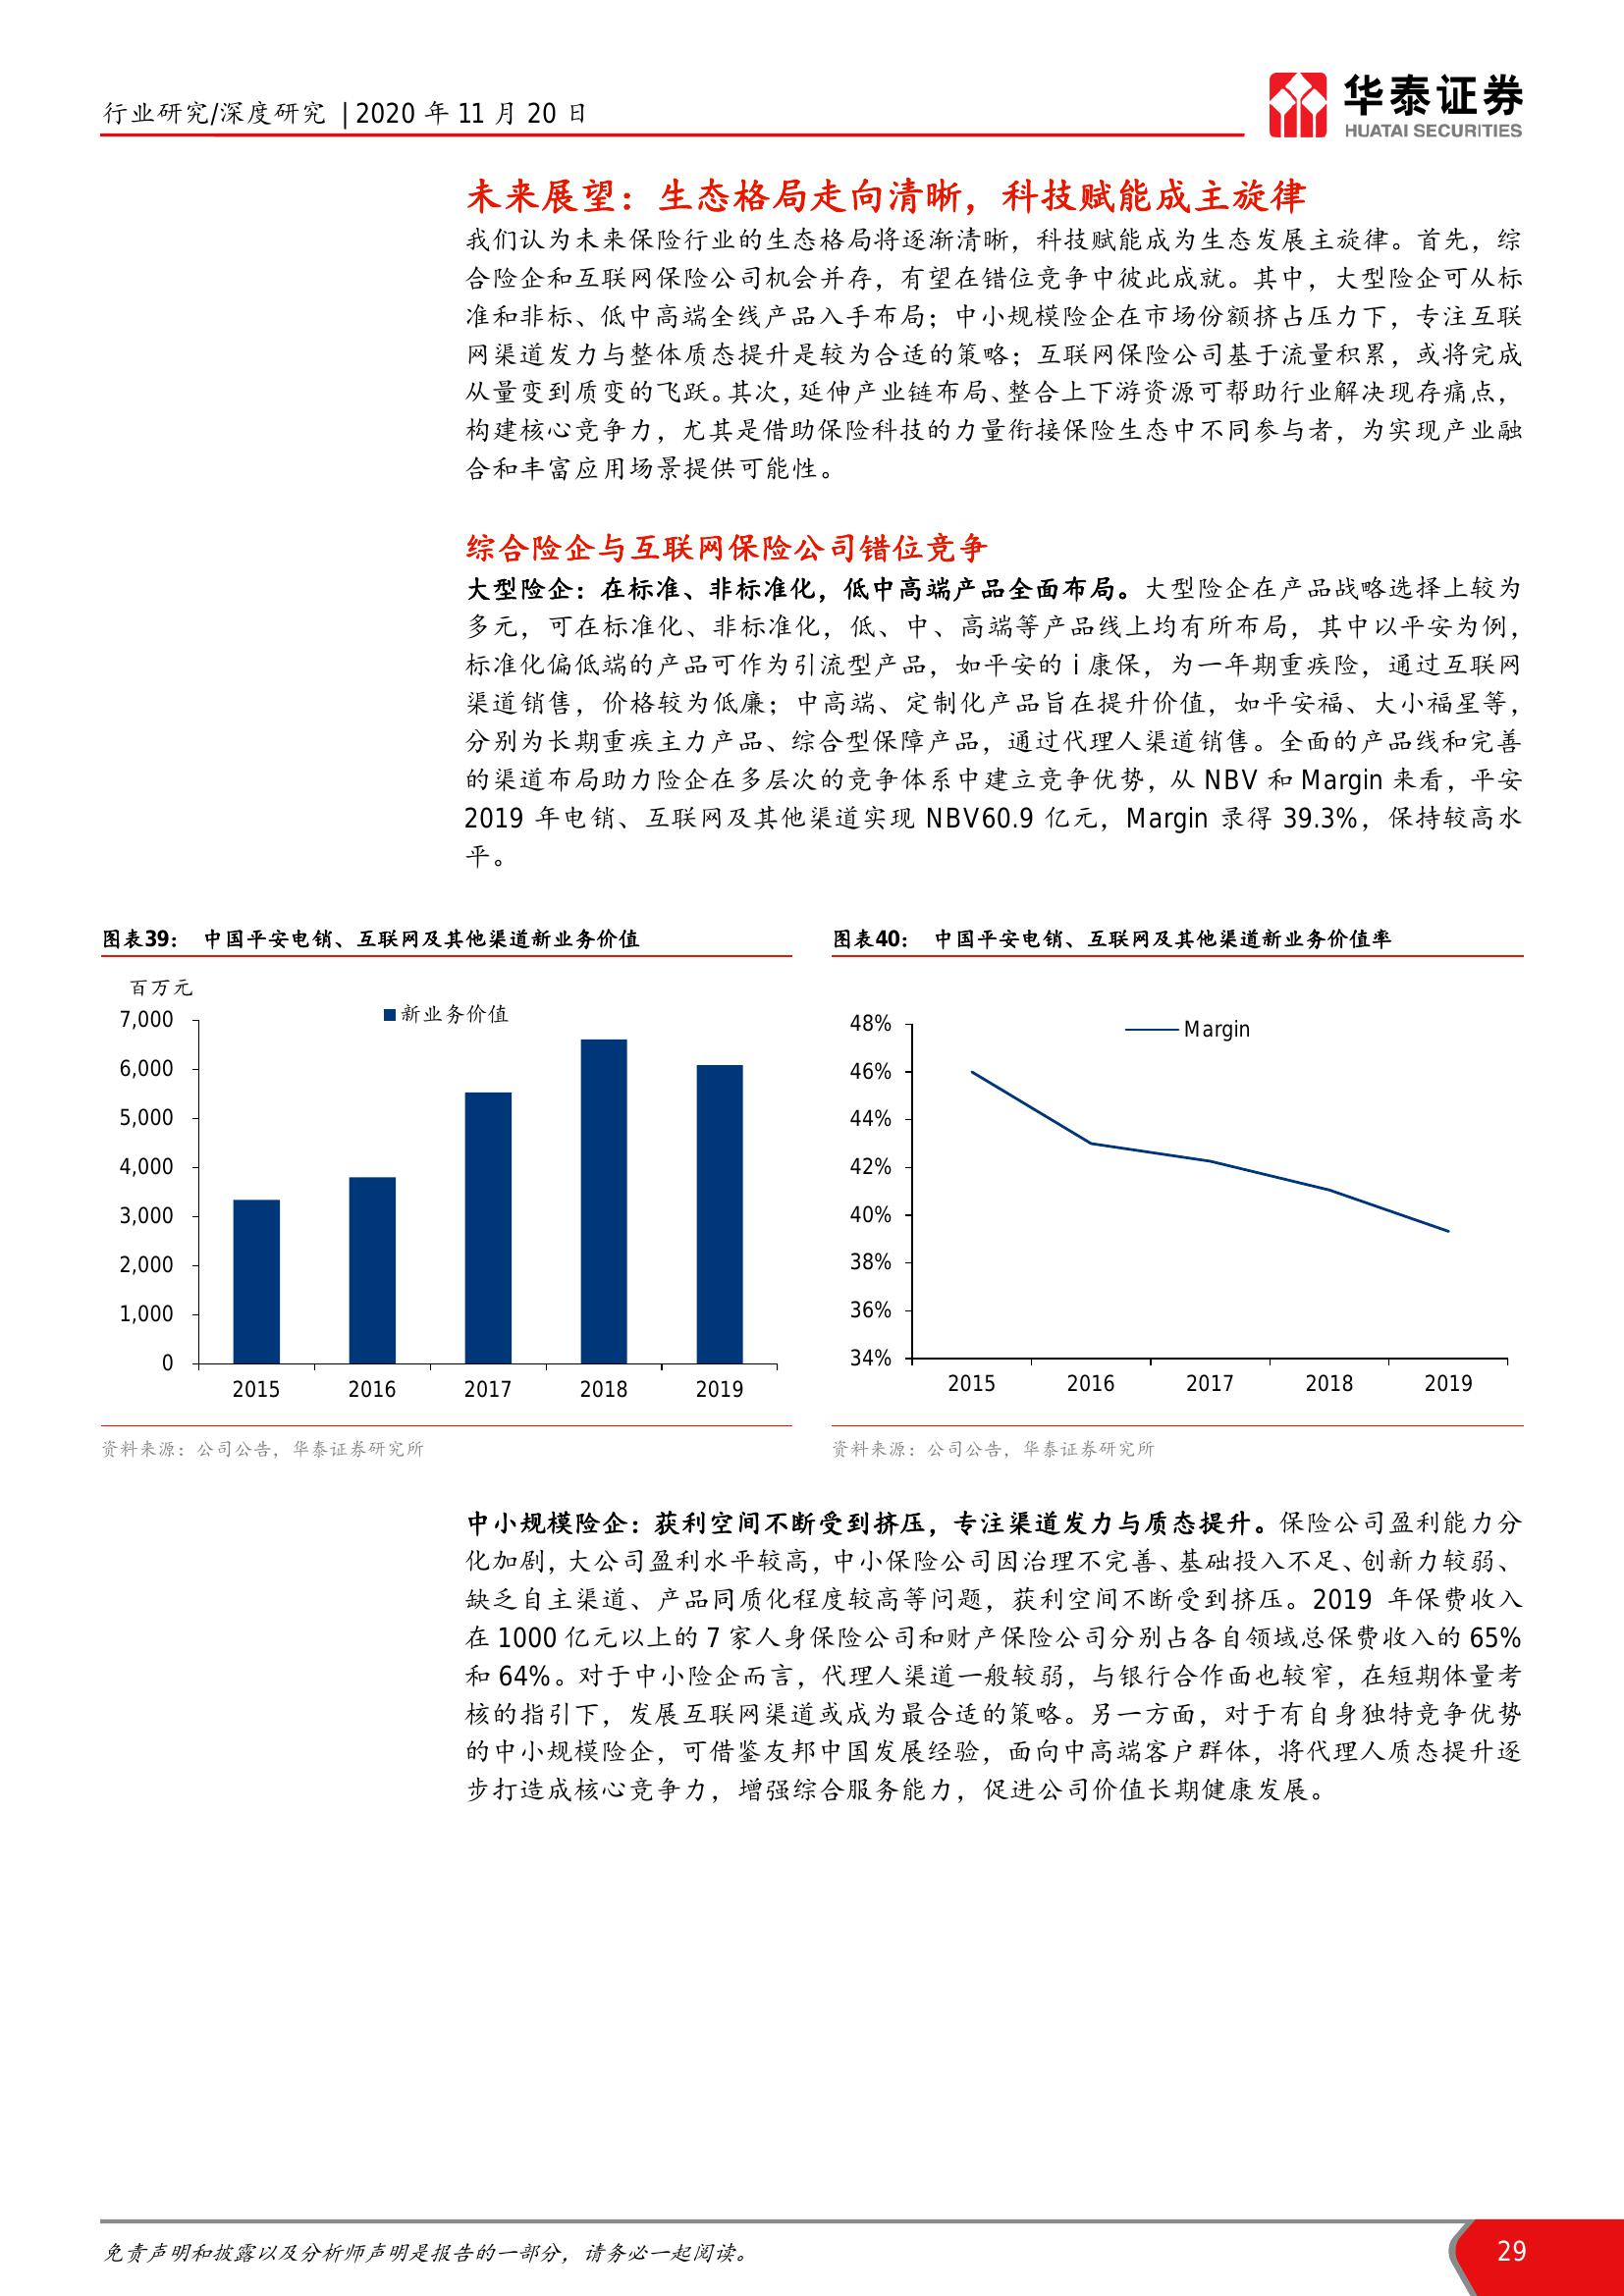 行业研究/深度研究 | 2020 年 11 月 20 日
华泰证券
HUATAI SECURITIES
未来展望：生态格局走向清晰，科技赋能成主旋律
我们认为未来保险行业的生态格局将逐渐清晰，科技赋能成为生态发展主旋律。首先，综
合险企和互联网保险公司机会并存，有望在错位竞争中彼此成就。其中，大型险企可从标
准和非标、低中高端全线产品入手布局；中小规模险企在市场份额挤占压力下，专注互联
网渠道发力与整体质态提升是较为合适的策略；互联网保险公司基于流量积累，或将完成
从量变到质变的飞跃。其次，延伸产业链布局、整合上下游资源可帮助行业解决现存痛点，
构建核心竞争力，尤其是借助保险科技的力量衔接保险生态中不同参与者，为实现产业融
合和丰富应用场景提供可能性。
综合险企与互联网保险公司错位竞争
大型险企：在标准、非标准化，低中高端产品全面布局。大型险企在产品战略选择上较为
多元，可在标准化、非标准化，低、中、高端等产品线上均有所布局，其中以平安为例，
标准化偏低端的产品可作为引流型产品，如平安的 i 康保，为一年期重疾险，通过互联网
渠道销售，价格较为低廉；中高端、定制化产品旨在提升价值，如平安福、大小福星等，
分别为长期重疾主力产品、综合型保障产品，通过代理人渠道销售。全面的产品线和完善
的渠道布局助力险企在多层次的竞争体系中建立竞争优势，从 NBV 和 Margin 来看，平安
2019 年电销、互联网及其他渠道实现 NBV60.9 亿元，Margin 录得 39.3%，保持较高水
平。
图表39： 中国平安电销、互联网及其他渠道新业务价值
百万元
新业务价值
7,000
6,000
5,000
4,000
3,000
2,000
1,000
0
2015 2016 2017 2018 2019
资料来源：公司公告，华泰证券研究所
图表40： 中国平安电销、互联网及其他渠道新业务价值率
Margin
48%
46%
44%
42%
40%
38%
36%
34%
2015 2016 2017 2018 2019
资料来源：公司公告，华泰证券研究所
中小规模险企：获利空间不断受到挤压，专注渠道发力与质态提升。保险公司盈利能力分
化加剧，大公司盈利水平较高，中小保险公司因治理不完善、基础投入不足、创新力较弱、
缺乏自主渠道、产品同质化程度较高等问题，获利空间不断受到挤压。2019 年保费收入
在 1000 亿元以上的 7 家人身保险公司和财产保险公司分别占各自领域总保费收入的 65%
和 64%。对于中小险企而言，代理人渠道一般较弱，与银行合作面也较窄，在短期体量考
核的指引下，发展互联网渠道或成为最合适的策略。另一方面，对于有自身独特竞争优势
的中小规模险企，可借鉴友邦中国发展经验，面向中高端客户群体，将代理人质态提升逐
步打造成核心竞争力，增强综合服务能力，促进公司价值长期健康发展。
免责声明和披露以及分析师声明是报告的一部分，请务必一起阅读。
29